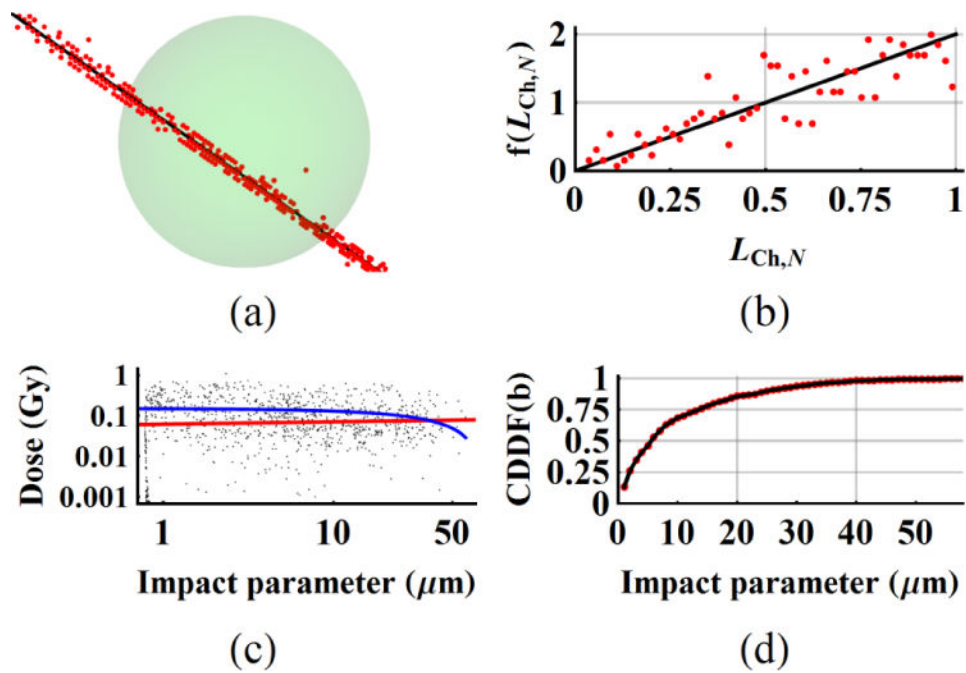 (a)
f(L_Ch,N)
2
1
0
0 0.25 0.5 0.75 1
L_Ch,N
(b)
Dose (Gy)
1
0.1
0.01
0.001
1 10 50
Impact parameter (μm)
(c)
CDDF(b)
1
0.75
0.5
0.25
0
0 10 20 30 40 50
Impact parameter (μm)
(d)